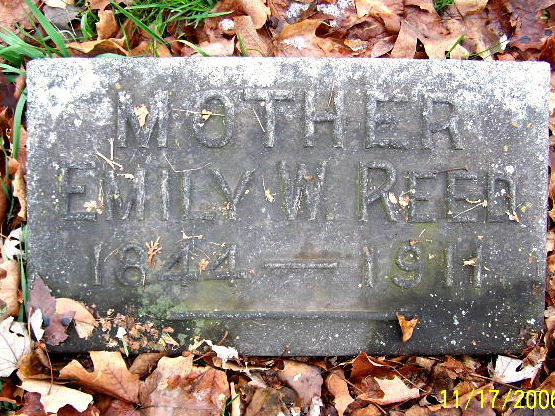 MOTHER
EMILY W. REED
1844 — 1911
11/17/2006